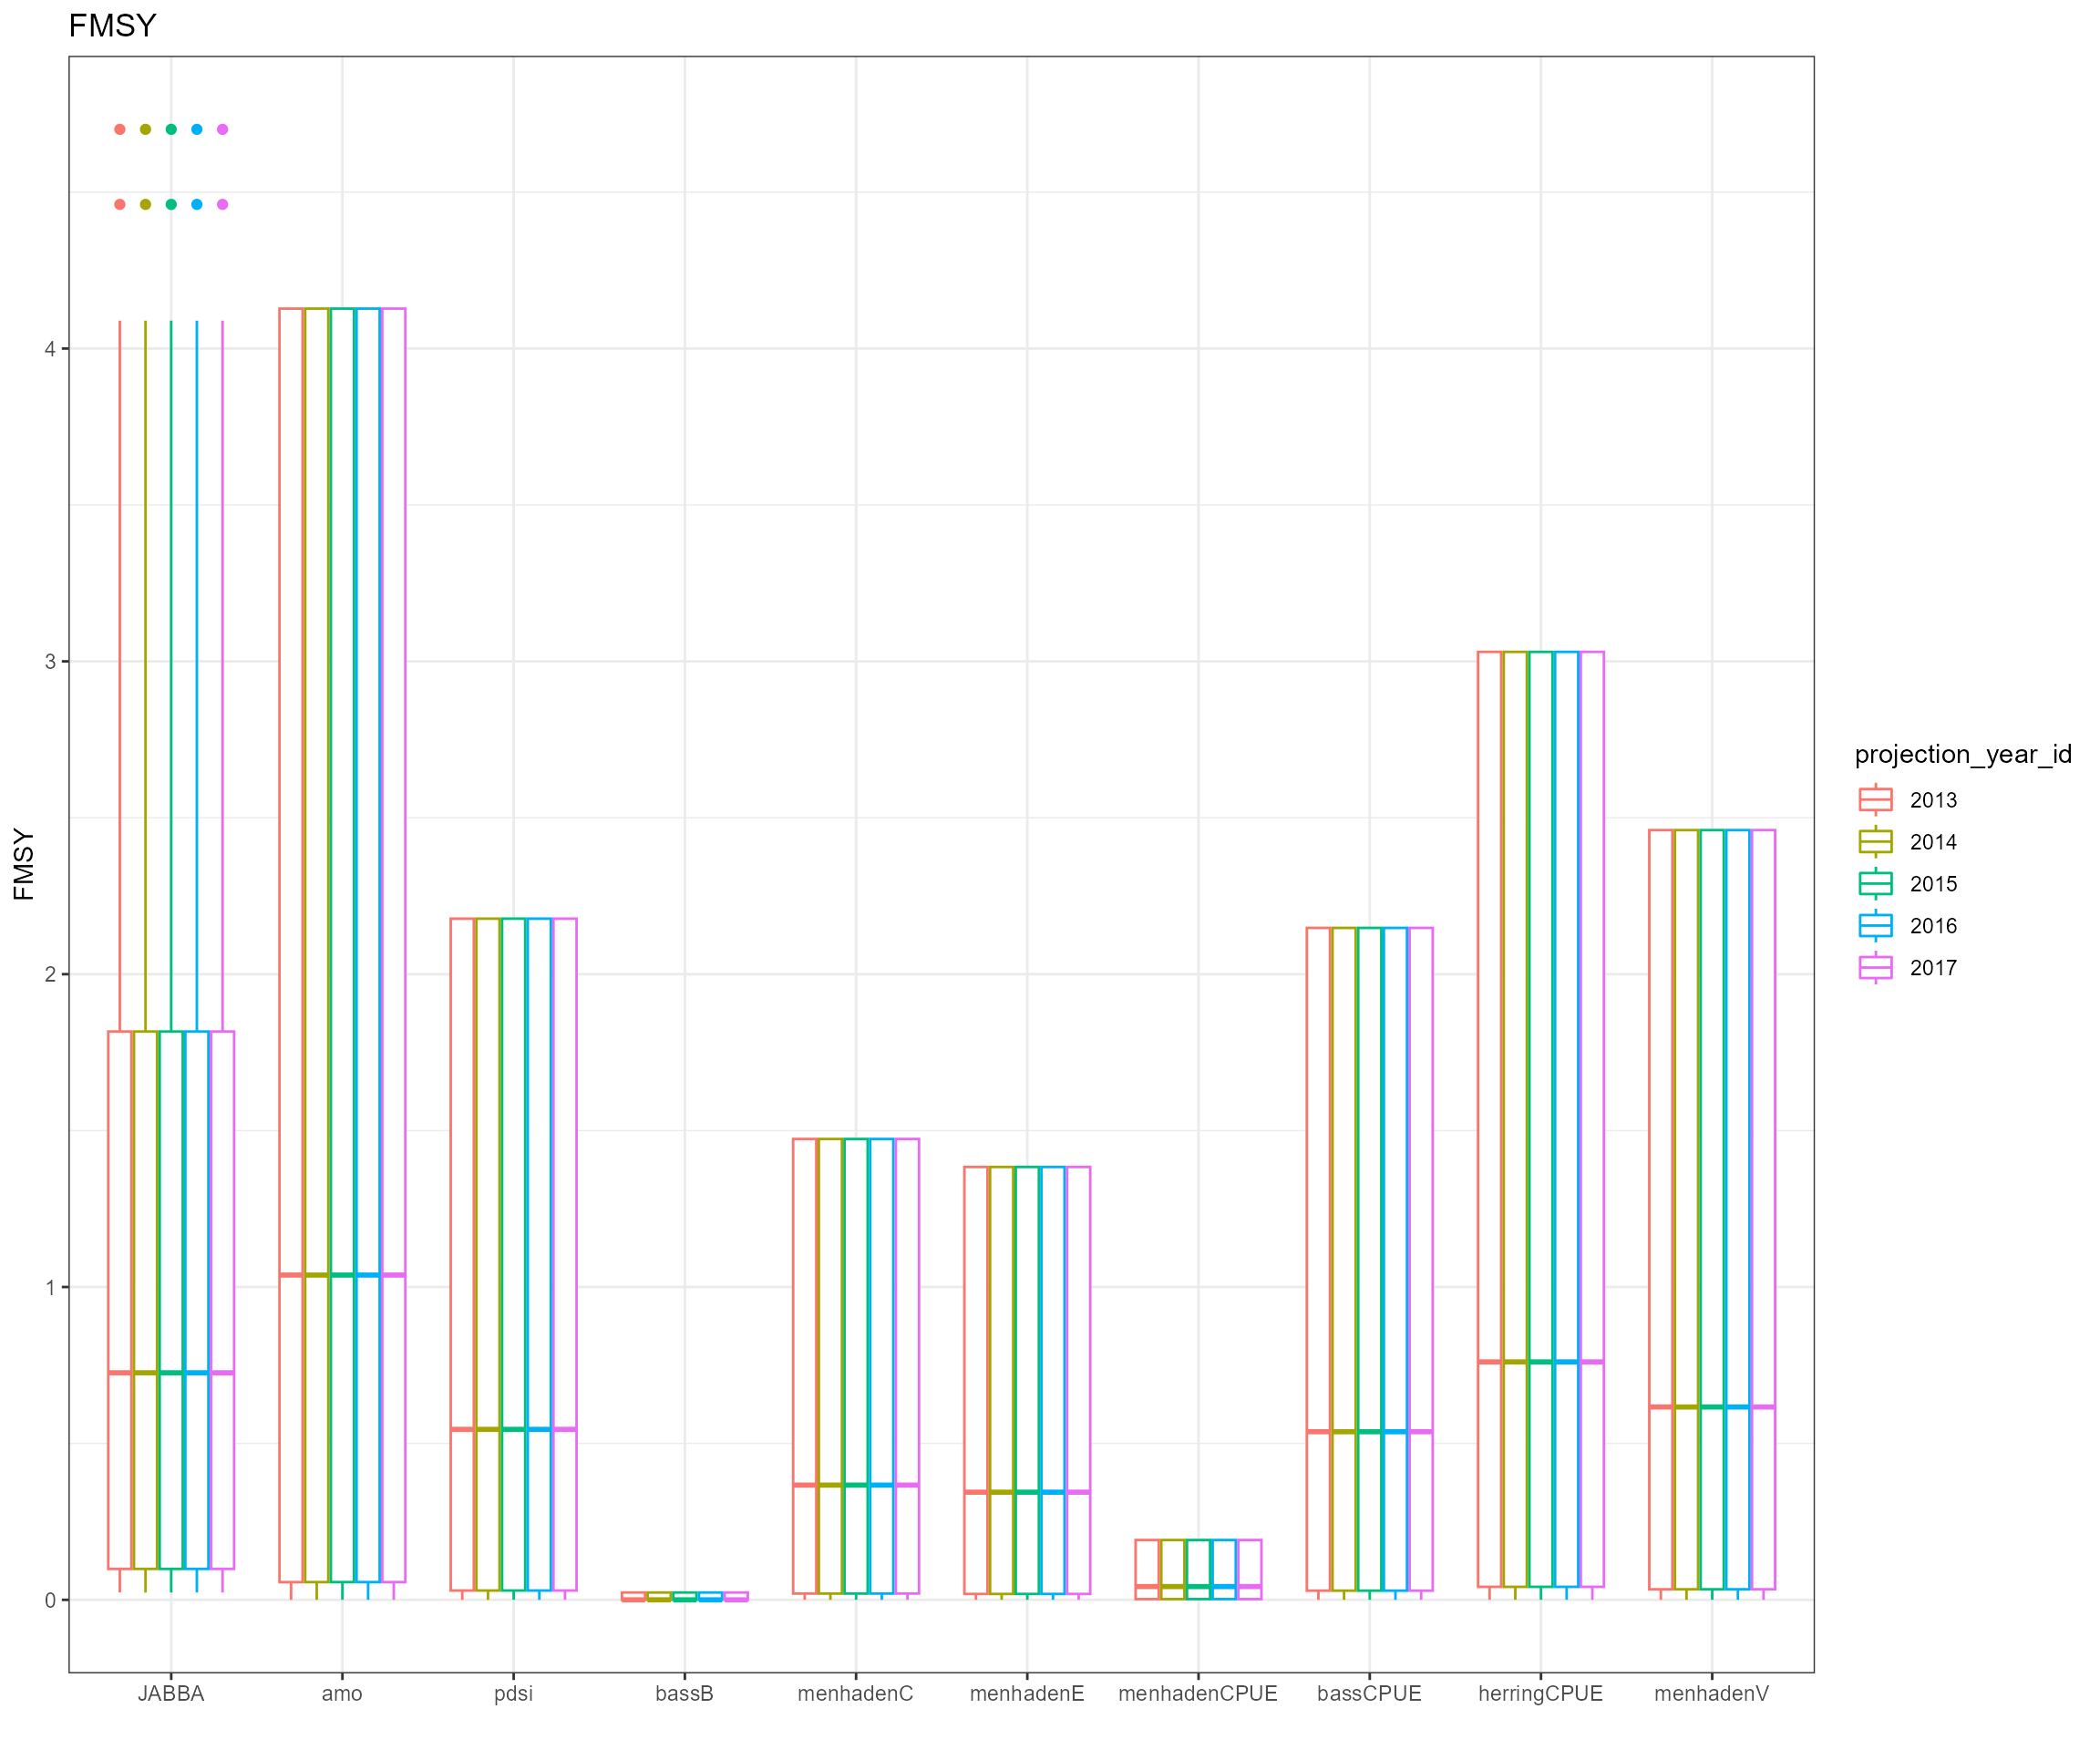 FMSY
FMSY
4
3
2
1
0
JABBA amo pdsi bassB menhadenC menhadenE menhadenCPUE bassCPUE herringCPUE menhadenV
projection_year_id
2013
2014
2015
2016
2017